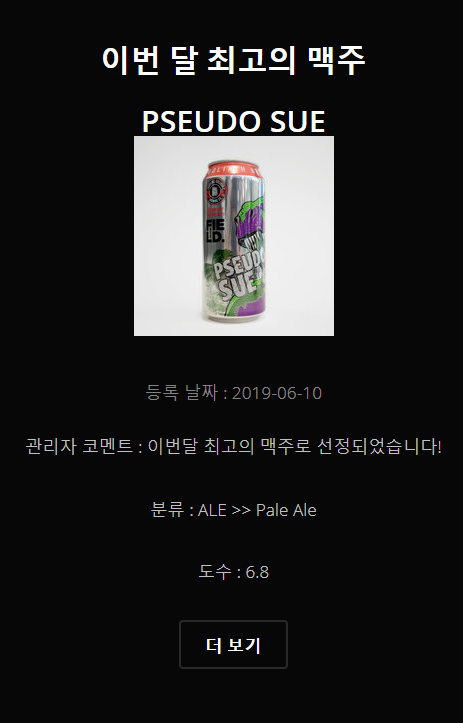 이번 달 최고의 맥주
PSEUDO SUE
FIE
LD.
PSEUDO
SUE
등록 날짜 : 2019-06-10
관리자 코멘트 : 이번달 최고의 맥주로 선정되었습니다!
분류 : ALE >> Pale Ale
도수 : 6.8
더 보기